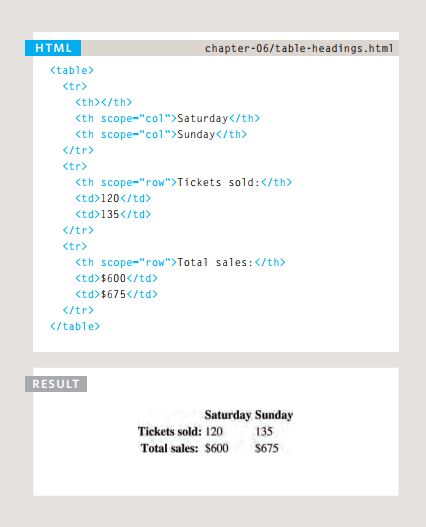 HTML chapter-06/table-headings.html
<table>
<tr>
<th></th>
<th scope="col">Saturday</th>
<th scope="col">Sunday</th>
</tr>
<tr>
<th scope="row">Tickets sold:</th>
<td>120</td>
<td>135</td>
</tr>
<tr>
<th scope="row">Total sales:</th>
<td>$600</td>
<td>$675</td>
</tr>
</table>
RESULT
Saturday Sunday
Tickets sold: 120 135
Total sales: $600 $675